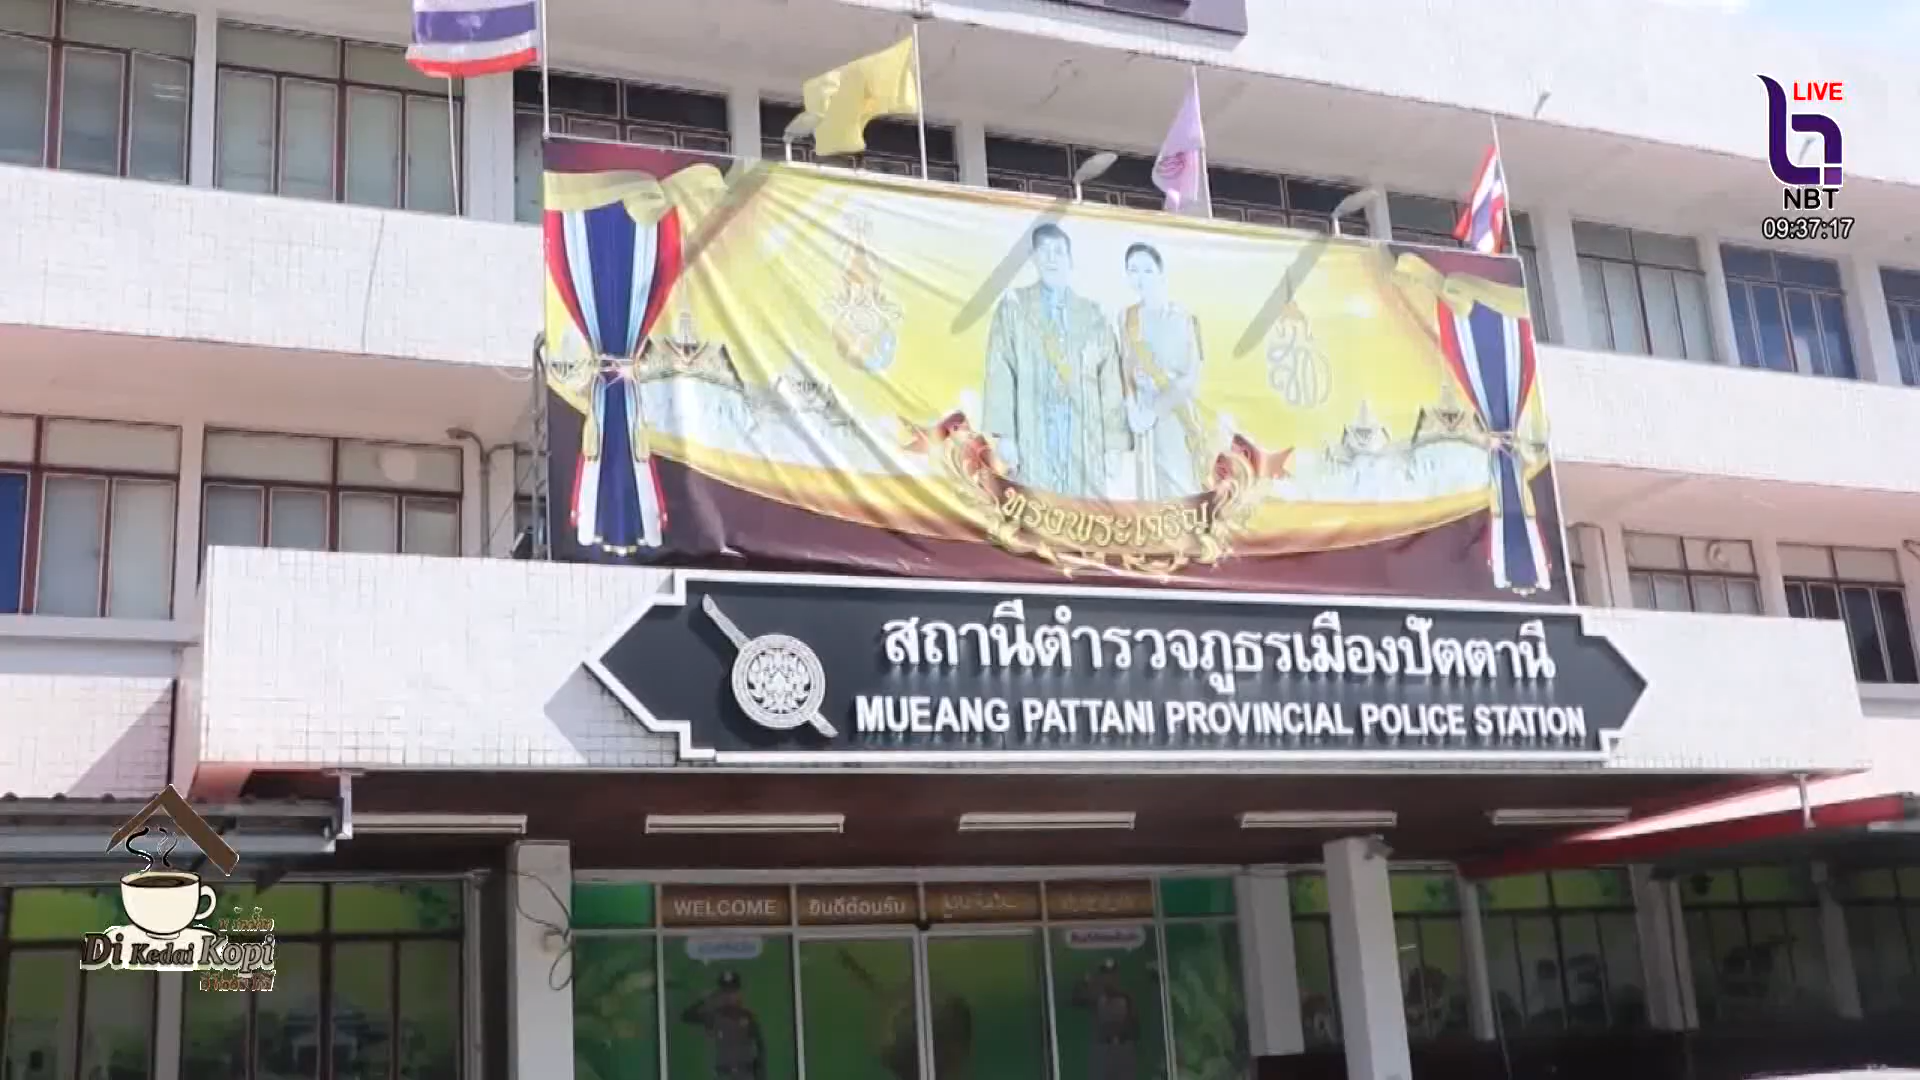 LIVE
NBT
09:37:17
ทรงพระเจริญ
สถานีตำรวจภูธรเมืองปัตตานี
MUEANG PATTANI PROVINCIAL POLICE STATION
WELCOME
ยินดีต้อนรับ
Di Kedai Kopi